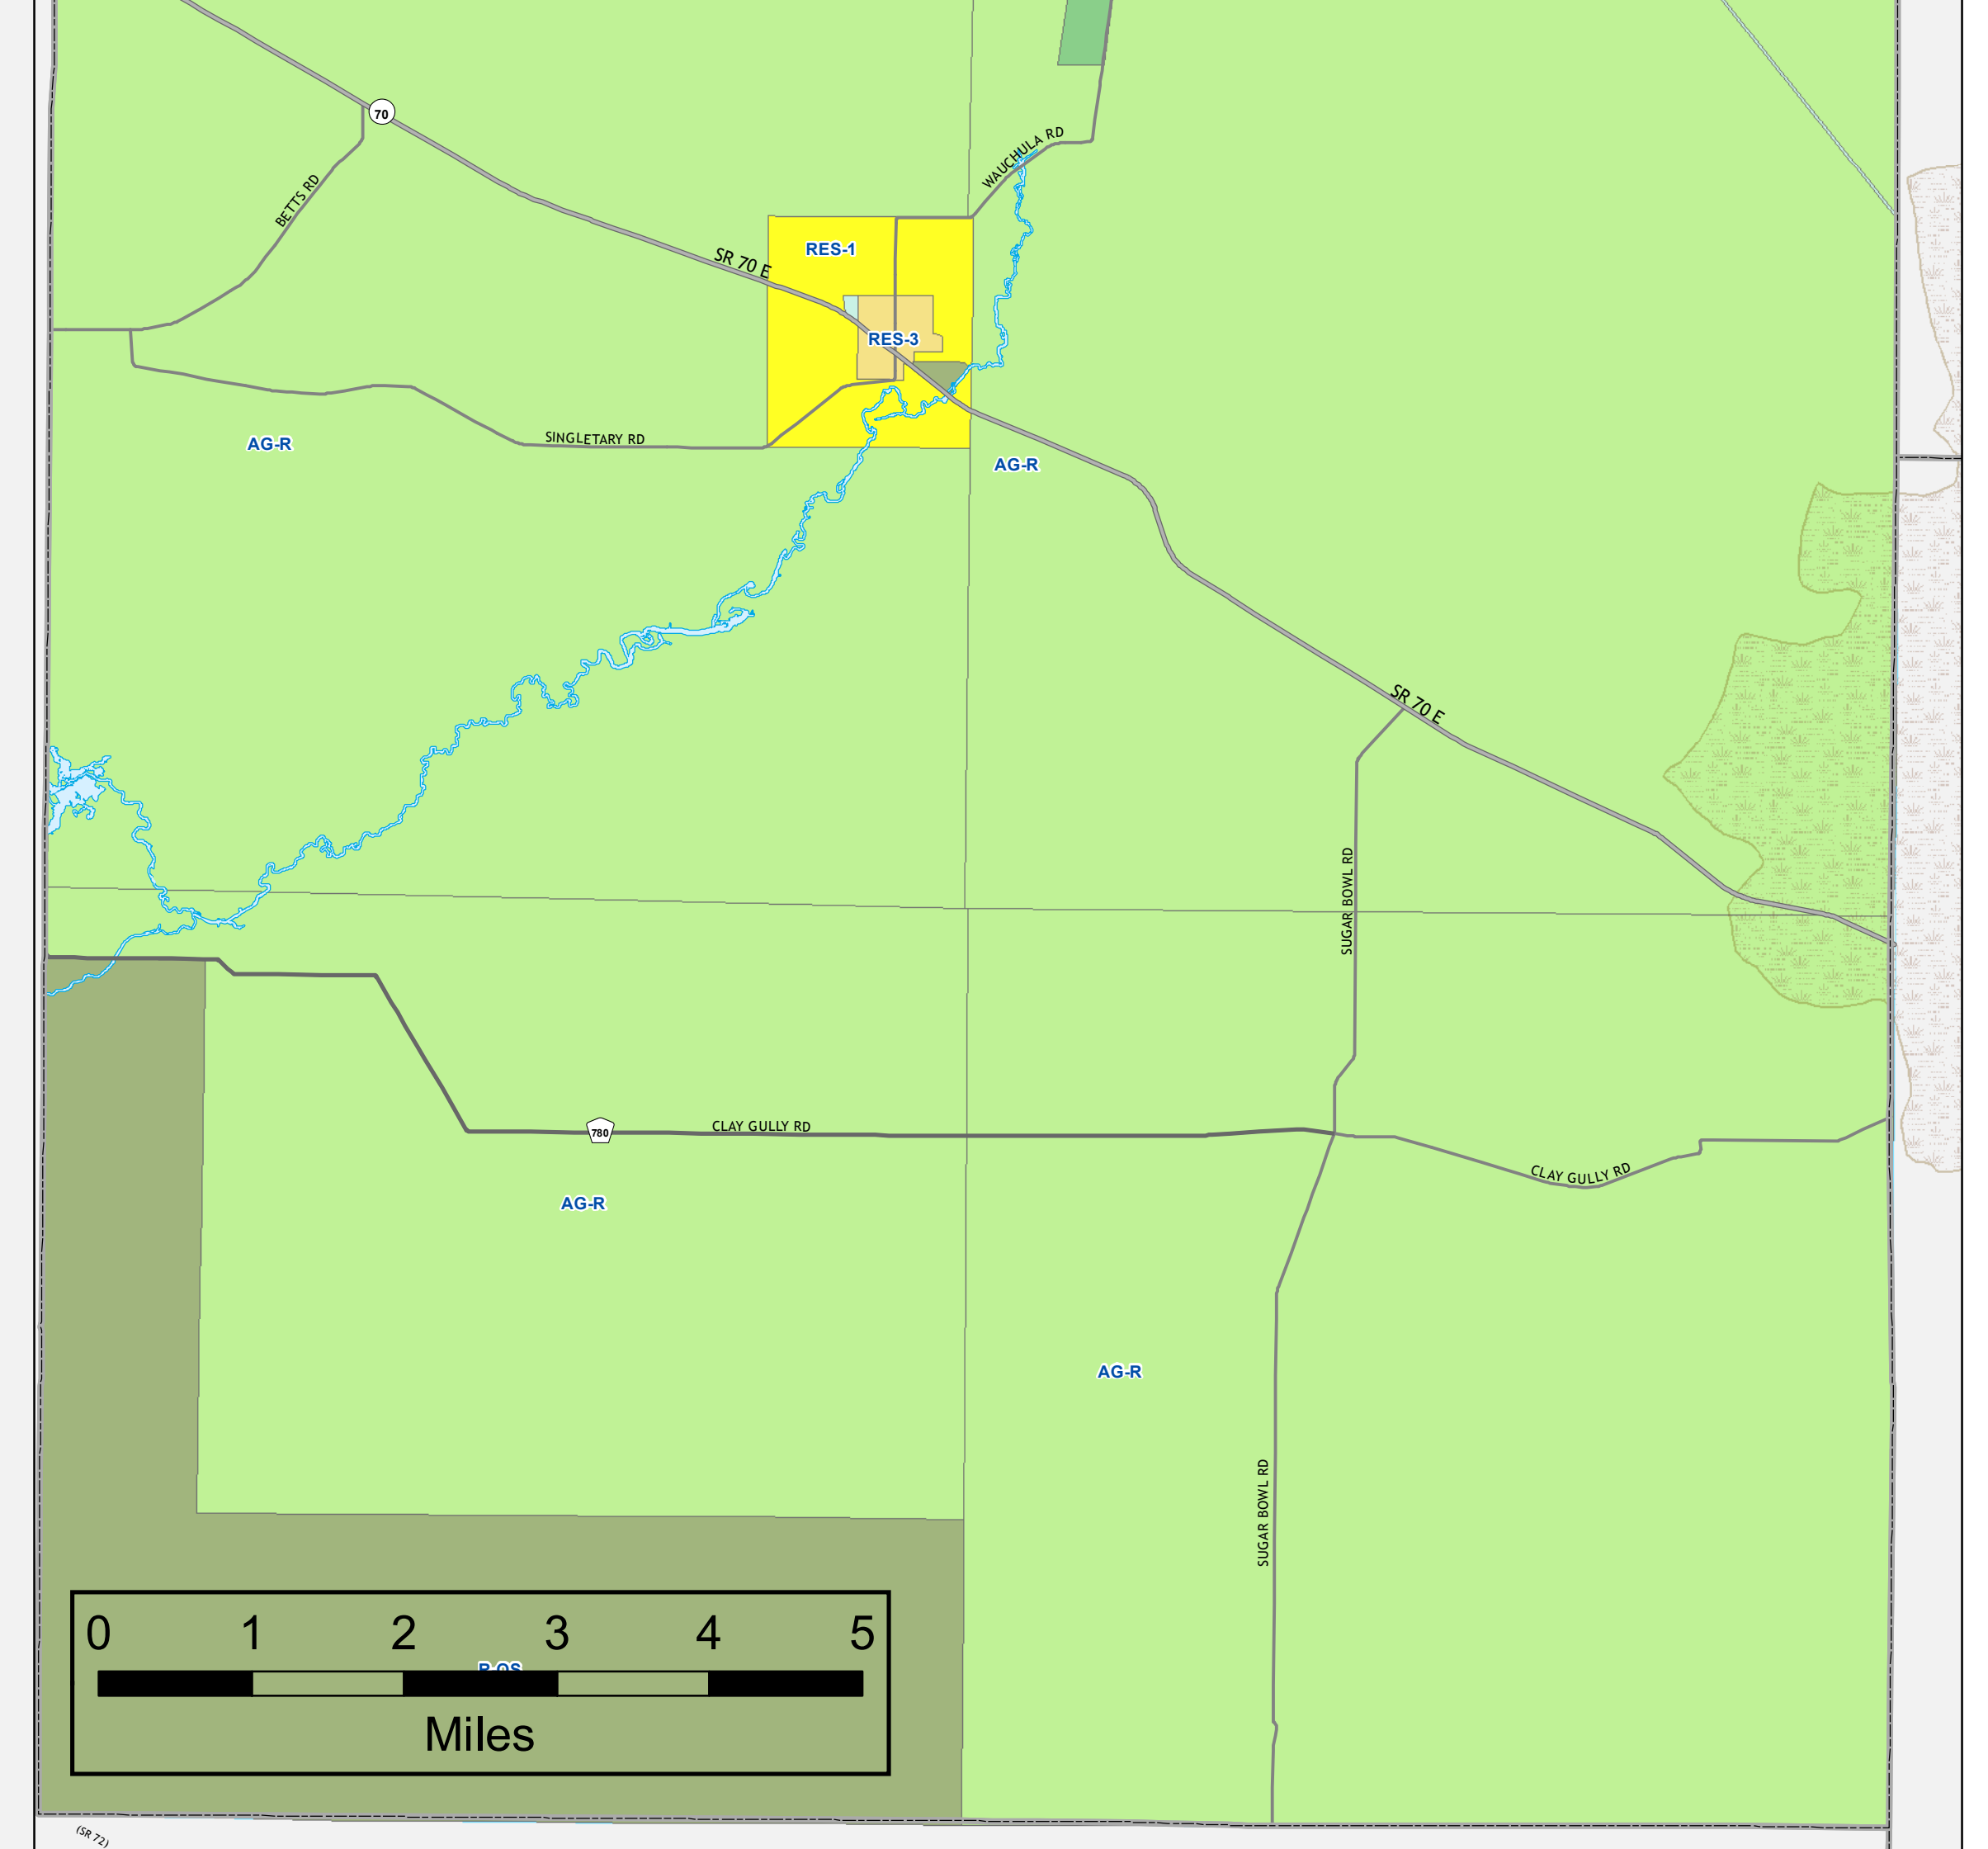 70
WAUCHULA RD
BETTS RD
RES-1
SR 70 E
RES-3
SINGLETARY RD
AG-R
AG-R
SR 70 E
SUGAR BOWL RD
780
CLAY GULLY RD
CLAY GULLY RD
AG-R
AG-R
SUGAR BOWL RD
0 1 2 3 4 5
Miles
(SR 72)